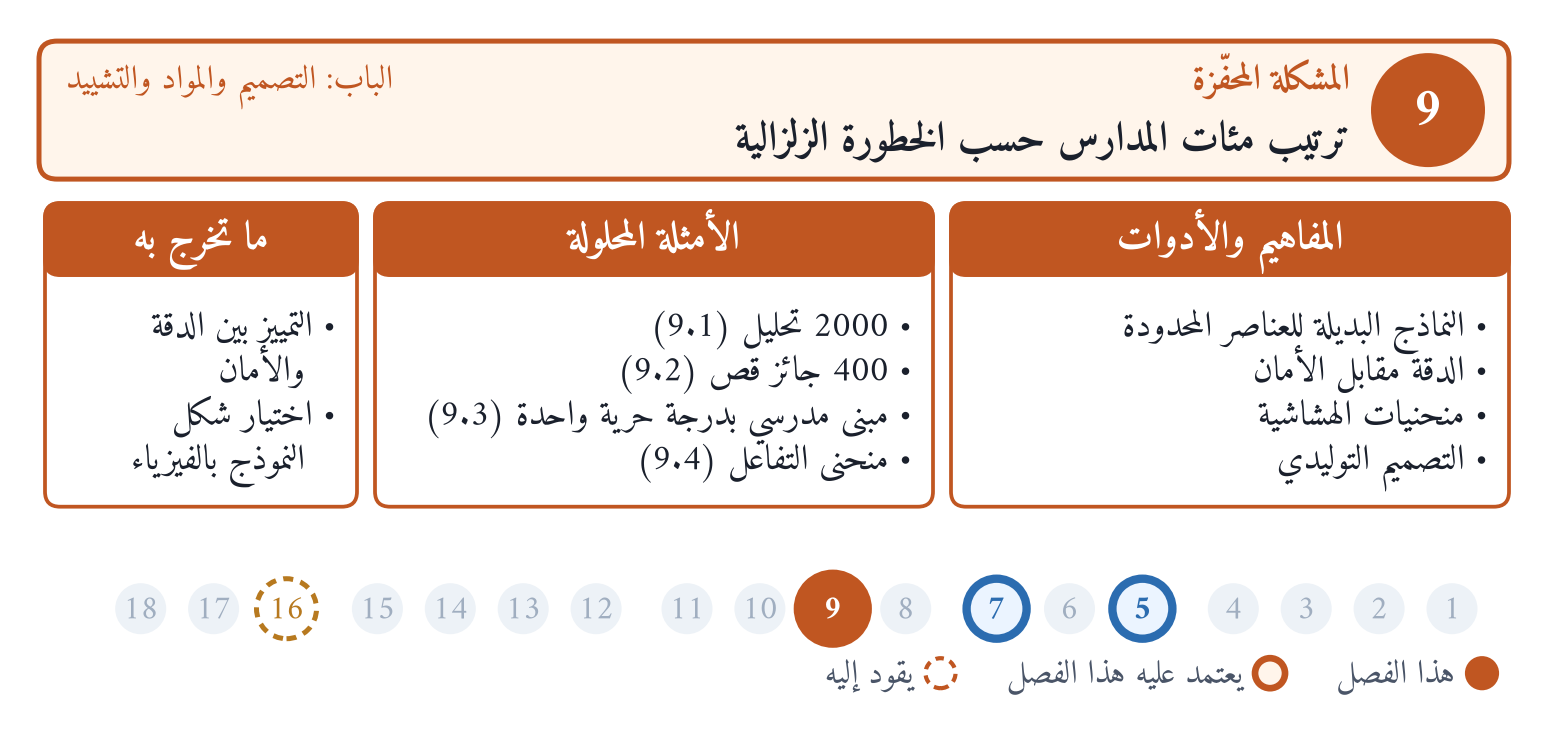 9
المشكلة المحفّزة
الباب: التصميم والمواد والتشييد
ترتيب مئات المدارس حسب الخطورة الزلزالية
المفاهيم والأدوات
• النماذج البديلة للعناصر المحدودة
• الدقة مقابل الأمان
• منحنيات الهشاشية
• التصميم التوليدي
الأمثلة المحلولة
• 2000 تحليل (9.1)
• 400 جائز قص (9.2)
• مبنى مدرسي بدرجة حرية واحدة (9.3)
• منحنى التفاعل (9.4)
ما تخرج به
• التمييز بين الدقة
والأمان
• اختيار شكل
النموذج بالفيزياء
1 2 3 4 5 6 7 8 9 10 11 12 13 14 15 16 17 18
هذا الفصل
يعتمد عليه هذا الفصل
يقود إليه